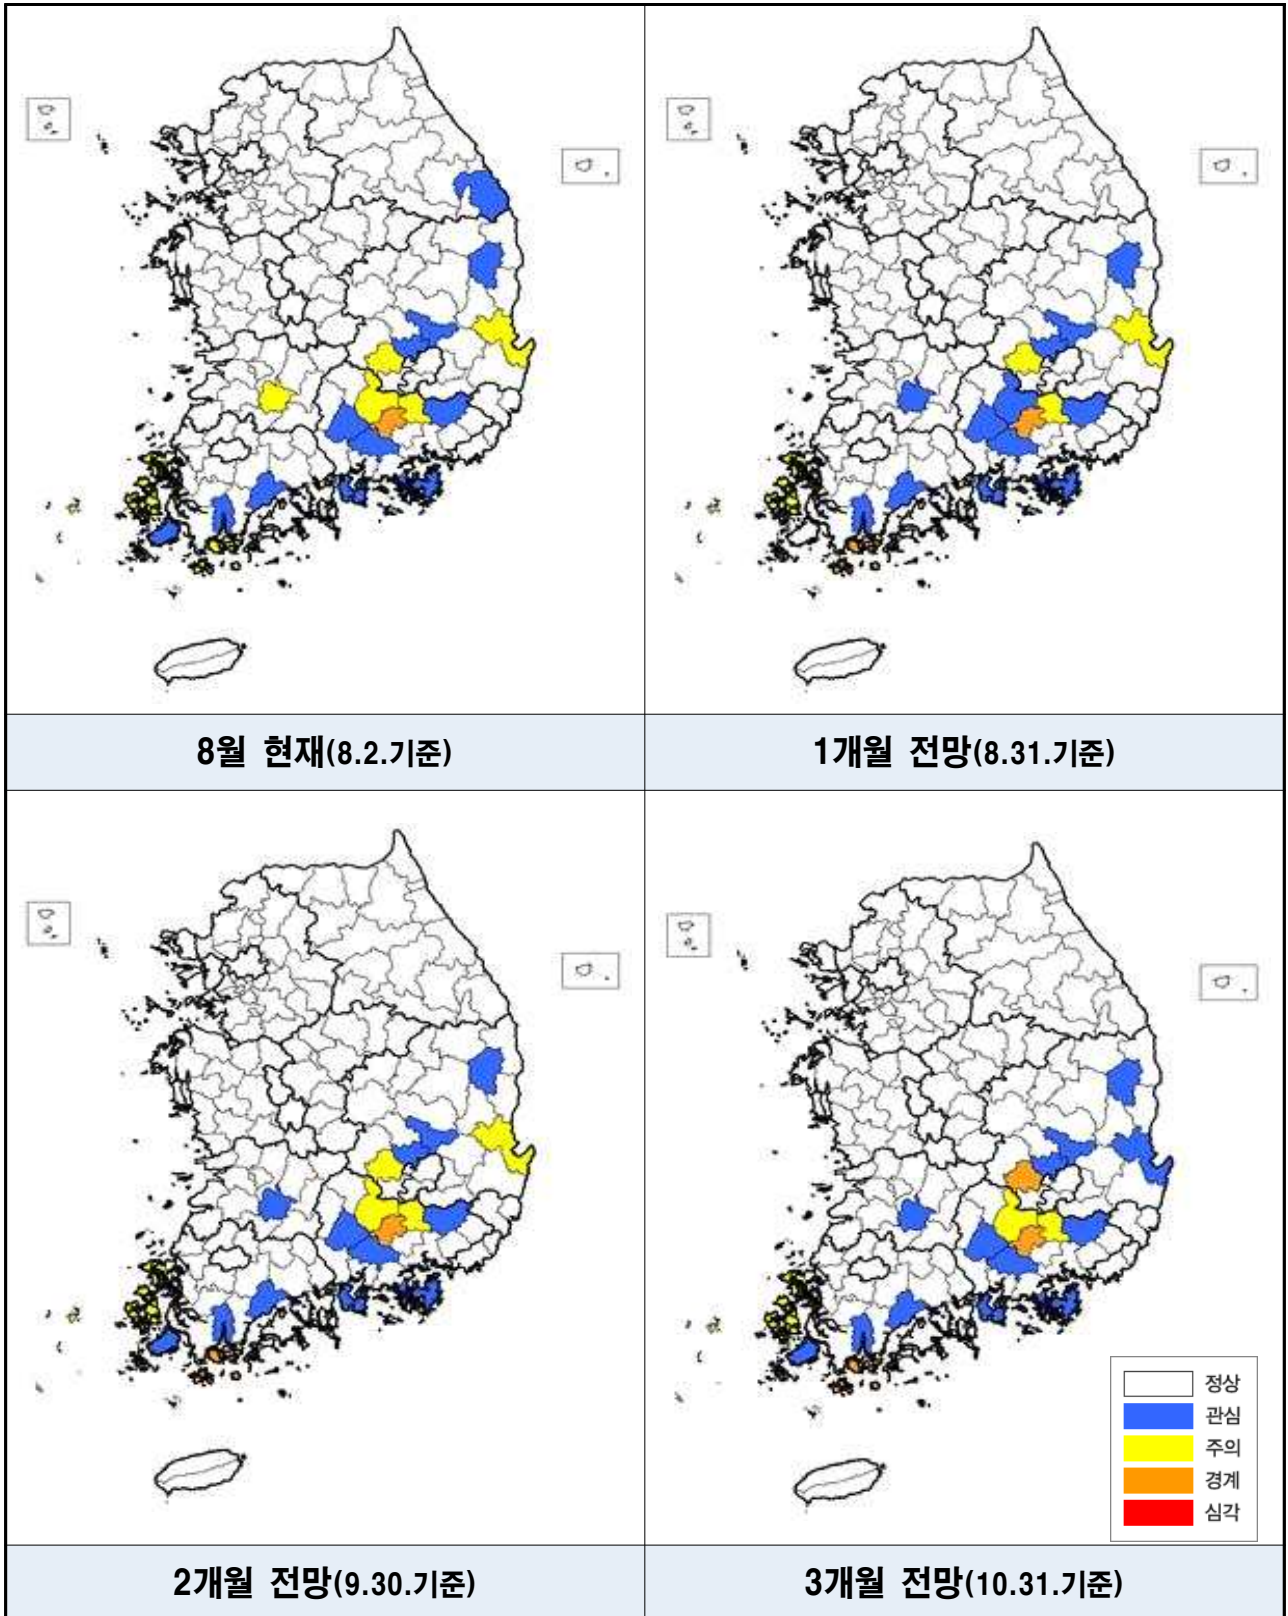 8월 현재(8.2.기준)
1개월 전망(8.31.기준)
정상
관심
주의
경계
심각
2개월 전망(9.30.기준)
3개월 전망(10.31.기준)